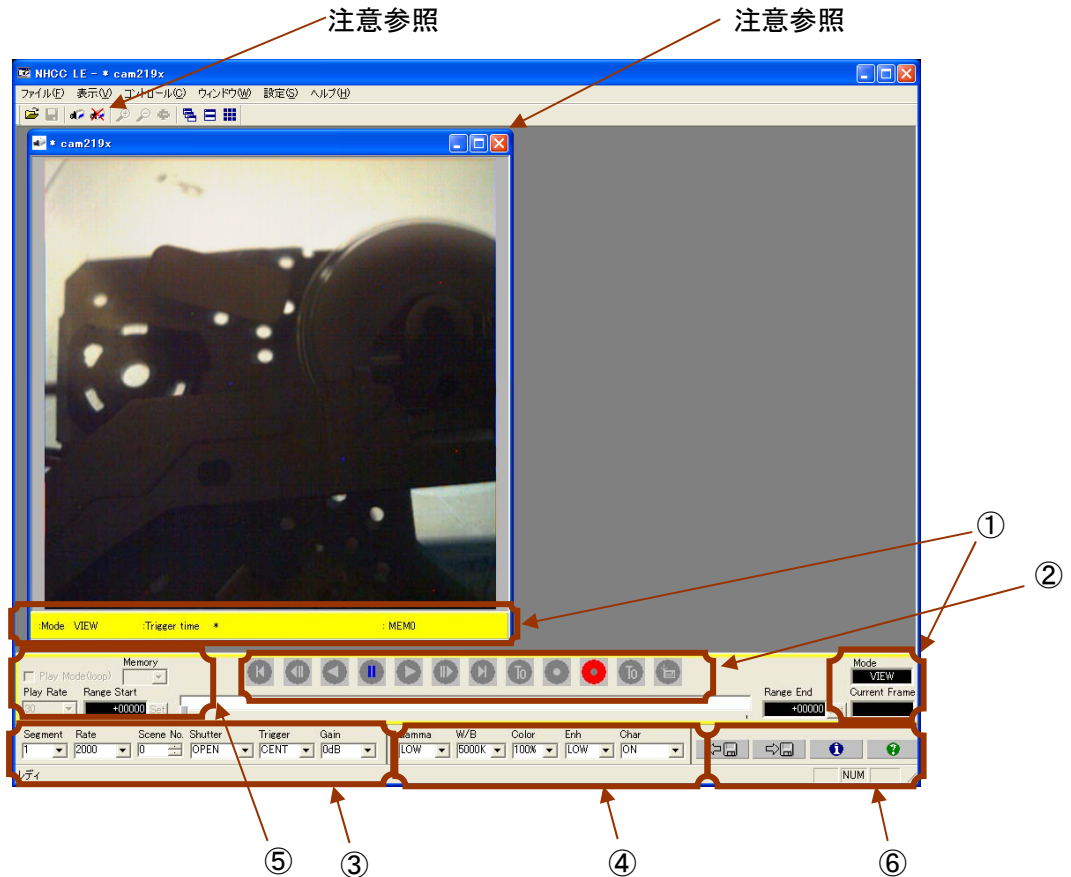 注意参照 注意参照
NHCC LE - * cam219x
ファイル(F) 表示(V) コントロール(C) ウィンドウ(W) 設定(S) ヘルプ(H)
* cam219x
①
②
:Mode VIEW :Trigger time * : MEM0
Memory
Mode
Play Mode(loop)
VIEW
To To
Play Rate Range Start Range End Current Frame
30 +00000 Set +00000
Segment Rate Scene No. Shutter Trigger Gain Gamma W/B Color Enh Char
1 2000 0 OPEN CENT 0dB LOW 5000K 100% LOW ON
レディ NUM
⑤ ③ ④ ⑥